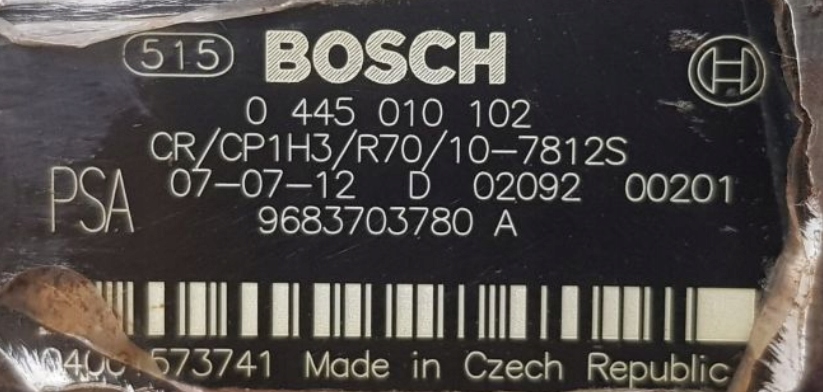 515 BOSCH
0 445 010 102
CR/CP1H3/R70/10-7812S
PSA 07-07-12 D 02092 00201
9683703780 A
Made in Czech Republic